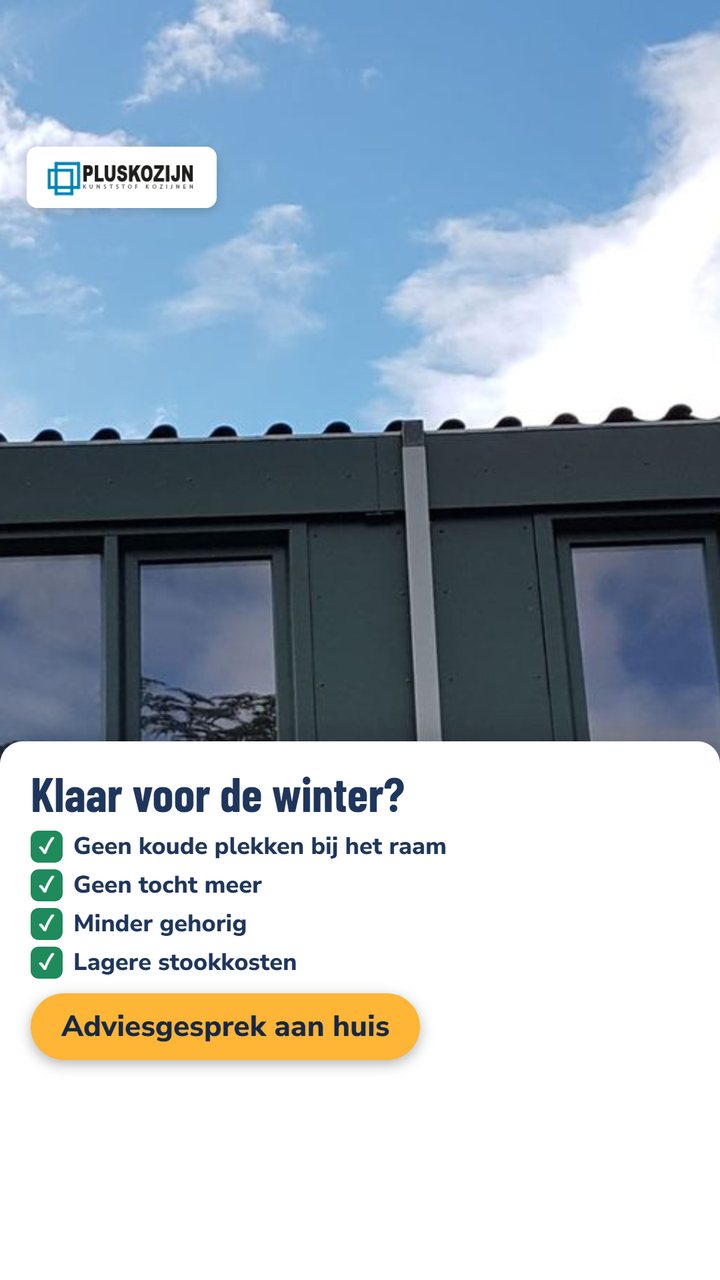 PLUSKOZIJN
KUNSTSTOF KOZIJNEN
Klaar voor de winter?
Geen koude plekken bij het raam
Geen tocht meer
Minder gehorig
Lagere stookkosten
Adviesgesprek aan huis